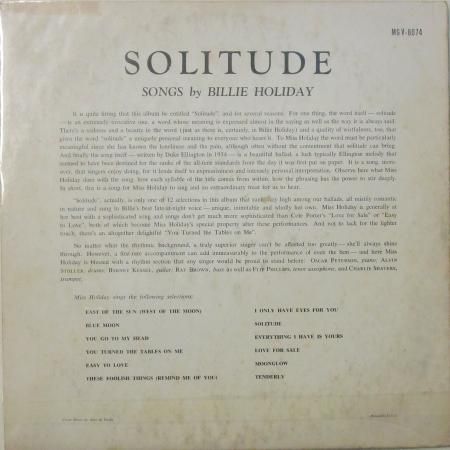 MGV-8074
SOLITUDE
SONGS by BILLIE HOLIDAY
It is quite fitting that this album be entitled "Solitude", and for several reasons. For one thing, the word itself — solitude
— is an extremely evocative one, a word whose meaning is expressed almost in the saying as well as the way it is always said.
There's a sadness and a beauty in the word (just as there is, certainly, in Billie Holiday) and a quality of wistfulness, too, that
gives the word "solitude" a uniquely personal meaning to everyone who hears it. To Miss Holiday the word must be particularly
meaningful since she has known the loneliness and the pain, although often without the contentment that solitude can bring.
And finally the song itself — written by Duke Ellington in 1934 — is a beautiful ballad, a lush typically Ellington melody that
seemed to have been destined for the ranks of the all-time standards from the day it was first put on paper. It is a song, more-
over, that singers enjoy doing, for it lends itself to expressiveness and intensely personal interpretation. Observe here what Miss
Holiday does with the song, how each syllable of the title comes from within, how the phrasing has the power to stir deeply.
In short, this is a song for Miss Holiday to sing and an extraordinary treat for us to hear.
"Solitude", actually, is only one of 12 selections in this album that rank high among our ballads, all mostly romantic
in nature and sung in Billie's best late-at-night voice — unique, inimitable and wholly her own. Miss Holiday is generally at
her best with a sophisticated song and songs don't get much more sophisticated than Cole Porter's "Love for Sale" or "Easy
to Love", both of which become Miss Holiday's special property after these performances. And not to lack for the lighter
touch, there's an altogether delightful "You Turned the Tables on Me".
No matter what the rhythmic background, a truly superior singer can't be affected too greatly — she'll always shine
through. However, a first-rate accompaniment can add immeasurably to the performance of even the best — and here Miss
Holiday is blessed with a rhythm section that any singer would be proud to stand before: OSCAR PETERSON, piano; ALVIN
STOLLER, drums; BARNEY KESSEL, guitar; RAY BROWN, bass as well as FLIP PHILLIPS, tenor saxophone, and CHARLIE SHAVERS,
trumpet.
Miss Holiday sings the following selections:
EAST OF THE SUN (WEST OF THE MOON)
BLUE MOON
YOU GO TO MY HEAD
YOU TURNED THE TABLES ON ME
EASY TO LOVE
THESE FOOLISH THINGS (REMIND ME OF YOU)
I ONLY HAVE EYES FOR YOU
SOLITUDE
EVERYTHING I HAVE IS YOURS
LOVE FOR SALE
MOONGLOW
TENDERLY